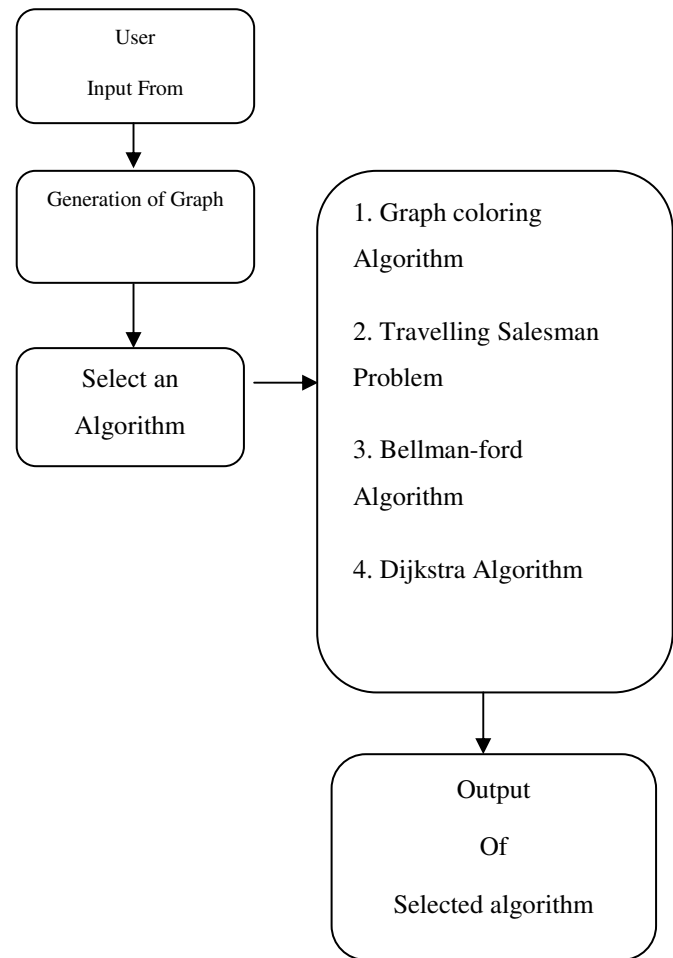 User
Input From
Generation of Graph
Select an
Algorithm
1. Graph coloring
Algorithm
2. Travelling Salesman
Problem
3. Bellman-ford
Algorithm
4. Dijkstra Algorithm
Output
Of
Selected algorithm